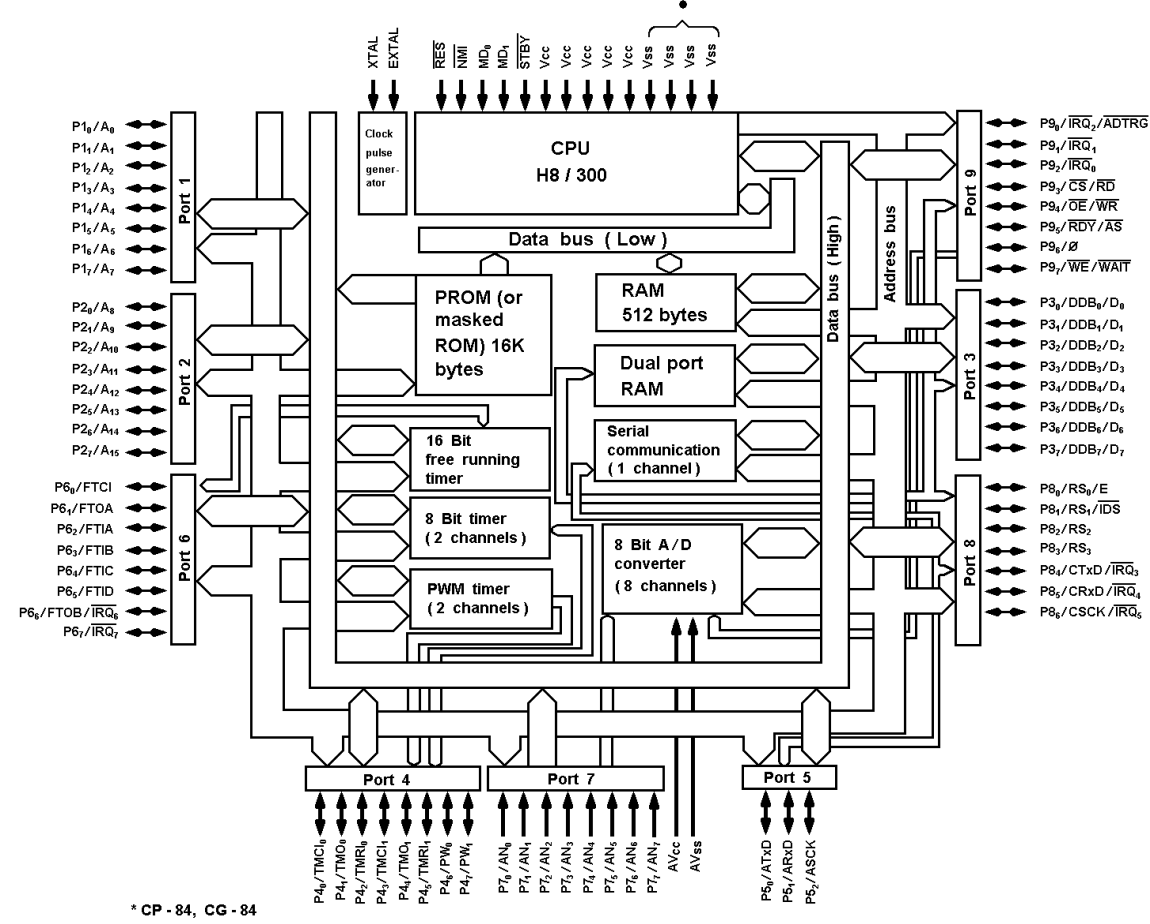 XTAL
EXTAL
RES
NMI
MD0
MD1
STBY
Vcc
Vcc
Vcc
Vcc
Vcc
Vss
Vss
Vss
Vss
P10/A0
P11/A1
P12/A2
P13/A3
P14/A4
P15/A5
P16/A6
P17/A7
Port 1
Clock
pulse
gener-
ator
CPU
H8 / 300
Data bus ( Low )
Data bus ( High )
Address bus
Port 9
P90/IRQ2/ADTRG
P91/IRQ1
P92/IRQ0
P93/CS/RD
P94/OE/WR
P95/RDY/AS
P96/Ø
P97/WE/WAIT
P20/A8
P21/A9
P22/A10
P23/A11
P24/A12
P25/A13
P26/A14
P27/A15
Port 2
PROM (or
masked
ROM) 16K
bytes
RAM
512 bytes
Dual port
RAM
Port 3
P30/DDB0/D0
P31/DDB1/D1
P32/DDB2/D2
P33/DDB3/D3
P34/DDB4/D4
P35/DDB5/D5
P36/DDB6/D6
P37/DDB7/D7
P60/FTCI
P61/FTOA
P62/FTIA
P63/FTIB
P64/FTIC
P65/FTID
P66/FTOB/IRQ6
P67/IRQ7
Port 6
16 Bit
free running
timer
8 Bit timer
( 2 channels )
PWM timer
( 2 channels )
Serial
communication
( 1 channel )
8 Bit A/D
converter
( 8 channels )
Port 8
P80/RS0/E
P81/RS1/IDS
P82/RS2
P83/RS3
P84/CTxD/IRQ3
P85/CRxD/IRQ4
P86/CSCK/IRQ5
Port 4
Port 7
Port 5
P40/TMCI0
P41/TMO0
P42/TMRI0
P43/TMCI1
P44/TMO1
P45/TMRI1
P46/PW0
P47/PW1
P70/AN0
P71/AN1
P72/AN2
P73/AN3
P74/AN4
P75/AN5
P76/AN6
P77/AN7
AVcc
AVss
P50/ATxD
P51/ARxD
P52/ASCK
* CP - 84, CG - 84